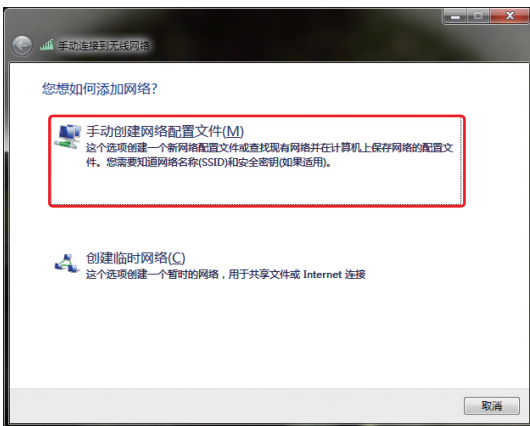 手动连接到无线网络
您想如何添加网络?
手动创建网络配置文件(M)
这个选项创建一个新网络配置文件或查找现有网络并在计算机上保存网络的配置文
件。您需要知道网络名称(SSID)和安全密钥(如果适用)。
创建临时网络(C)
这个选项创建一个暂时的网络，用于共享文件或 Internet 连接
取消